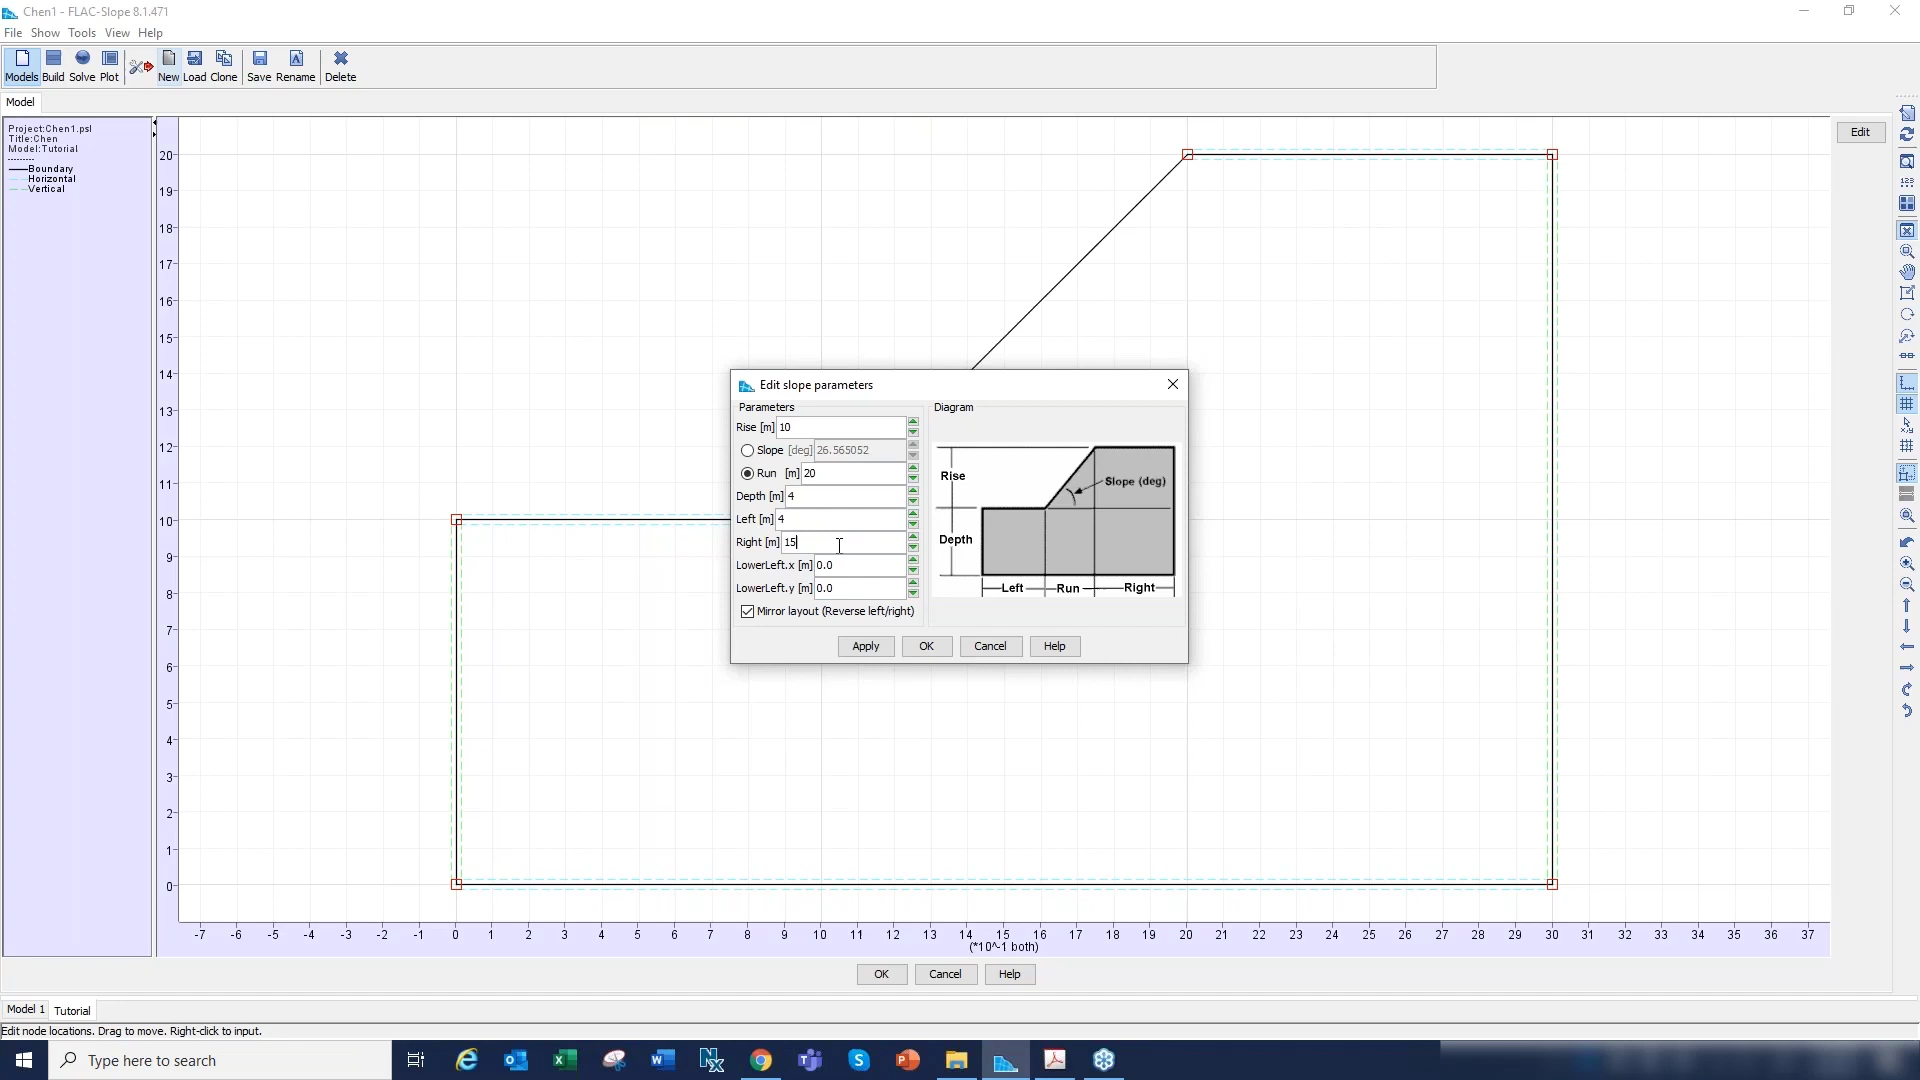 Chen1 - FLAC-Slope 8.1.471
File Show Tools View Help
Models Build Solve Plot New Load Clone Save Rename Delete
Model
Project:Chen1.psl
Title:Chen
Model:Tutorial
Boundary
Horizontal
Vertical
Edit
123
20
19
18
17
16
15
14
13
12
11
10
9
8
7
6
5
4
3
2
1
0
Edit slope parameters
Parameters
Rise [m] 10
Slope [deg] 26.565052
Run [m] 20
Depth [m] 4
Left [m] 4
Right [m] 15
LowerLeft.x [m] 0.0
LowerLeft.y [m] 0.0
Mirror layout (Reverse left/right)
Diagram
Rise
Slope (deg)
Depth
Left Run Right
Apply OK Cancel Help
-7 -6 -5 -4 -3 -2 -1 0 1 2 3 4 5 6 7 8 9 10 11 12 13 14 15 16 17 18 19 20 21 22 23 24 25 26 27 28 29 30 31 32 33 34 35 36 37
(*10^-1 both)
OK Cancel Help
Model 1 Tutorial
Edit node locations. Drag to move. Right-click to input.
Type here to search